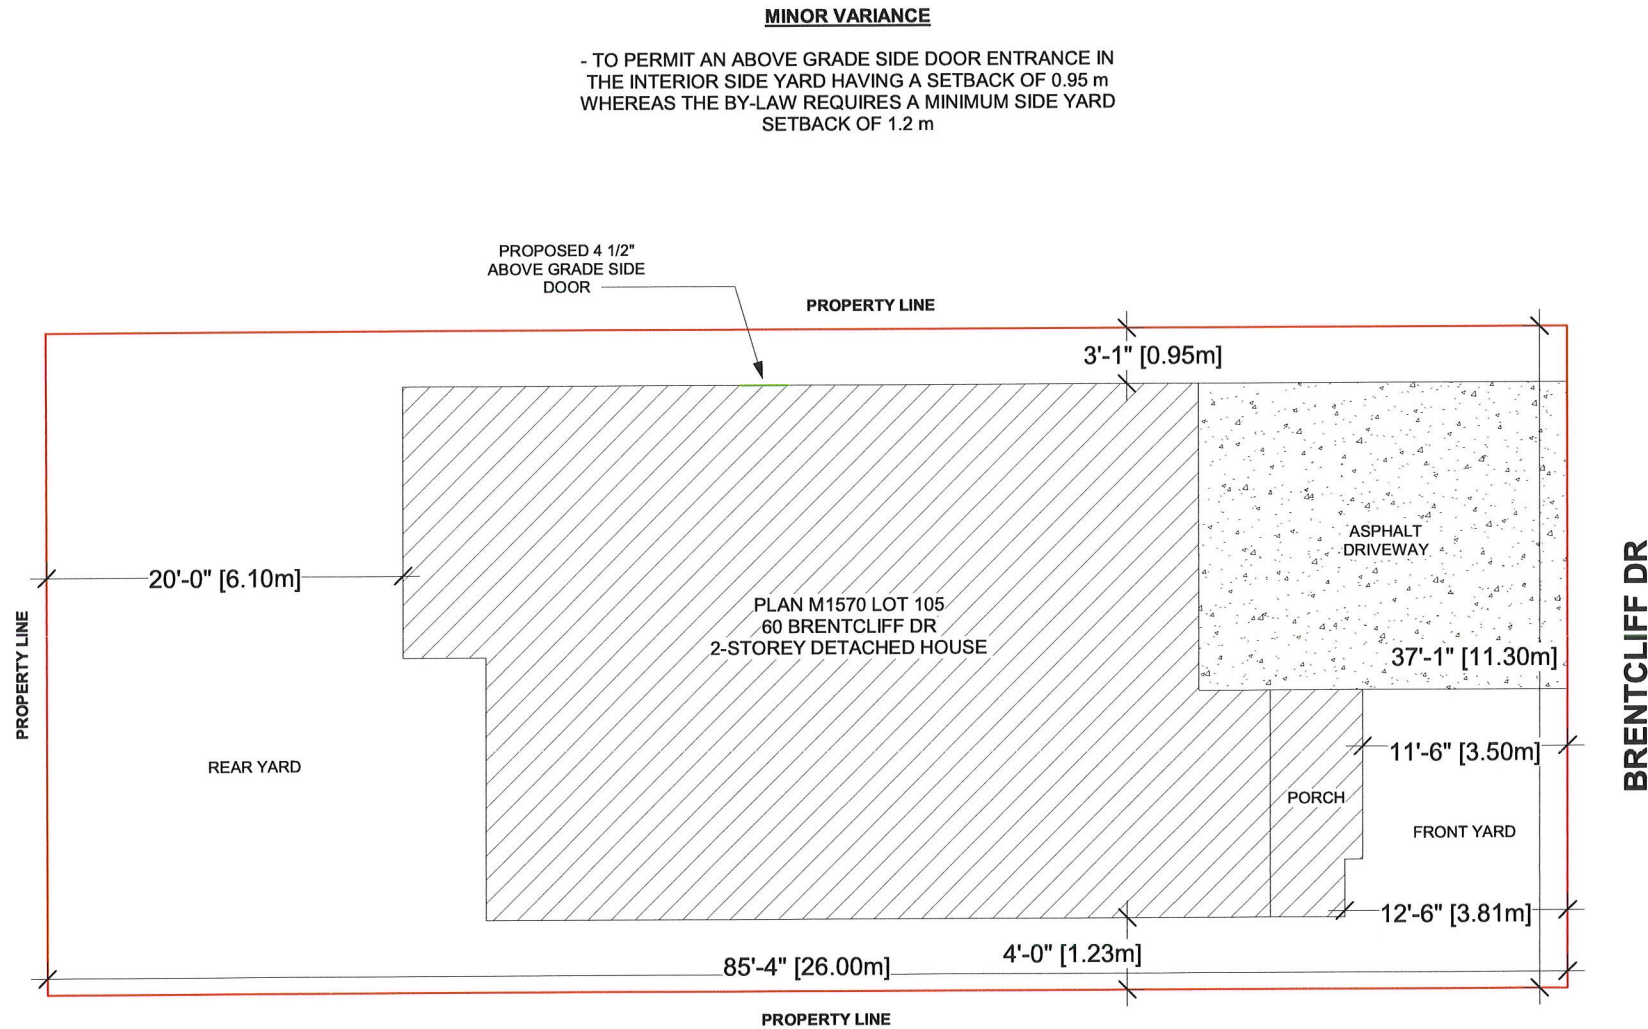 MINOR VARIANCE
- TO PERMIT AN ABOVE GRADE SIDE DOOR ENTRANCE IN
THE INTERIOR SIDE YARD HAVING A SETBACK OF 0.95 m
WHEREAS THE BY-LAW REQUIRES A MINIMUM SIDE YARD
SETBACK OF 1.2 m
PROPOSED 4 1/2"
ABOVE GRADE SIDE
DOOR
PROPERTY LINE
3'-1" [0.95m]
ASPHALT
DRIVEWAY
20'-0" [6.10m]
PLAN M1570 LOT 105
60 BRENTCLIFF DR
2-STOREY DETACHED HOUSE
37'-1" [11.30m]
BRENTCLIFF DR
PROPERTY LINE
11'-6" [3.50m]
REAR YARD
PORCH
FRONT YARD
12'-6" [3.81m]
4'-0" [1.23m]
85'-4" [26.00m]
PROPERTY LINE